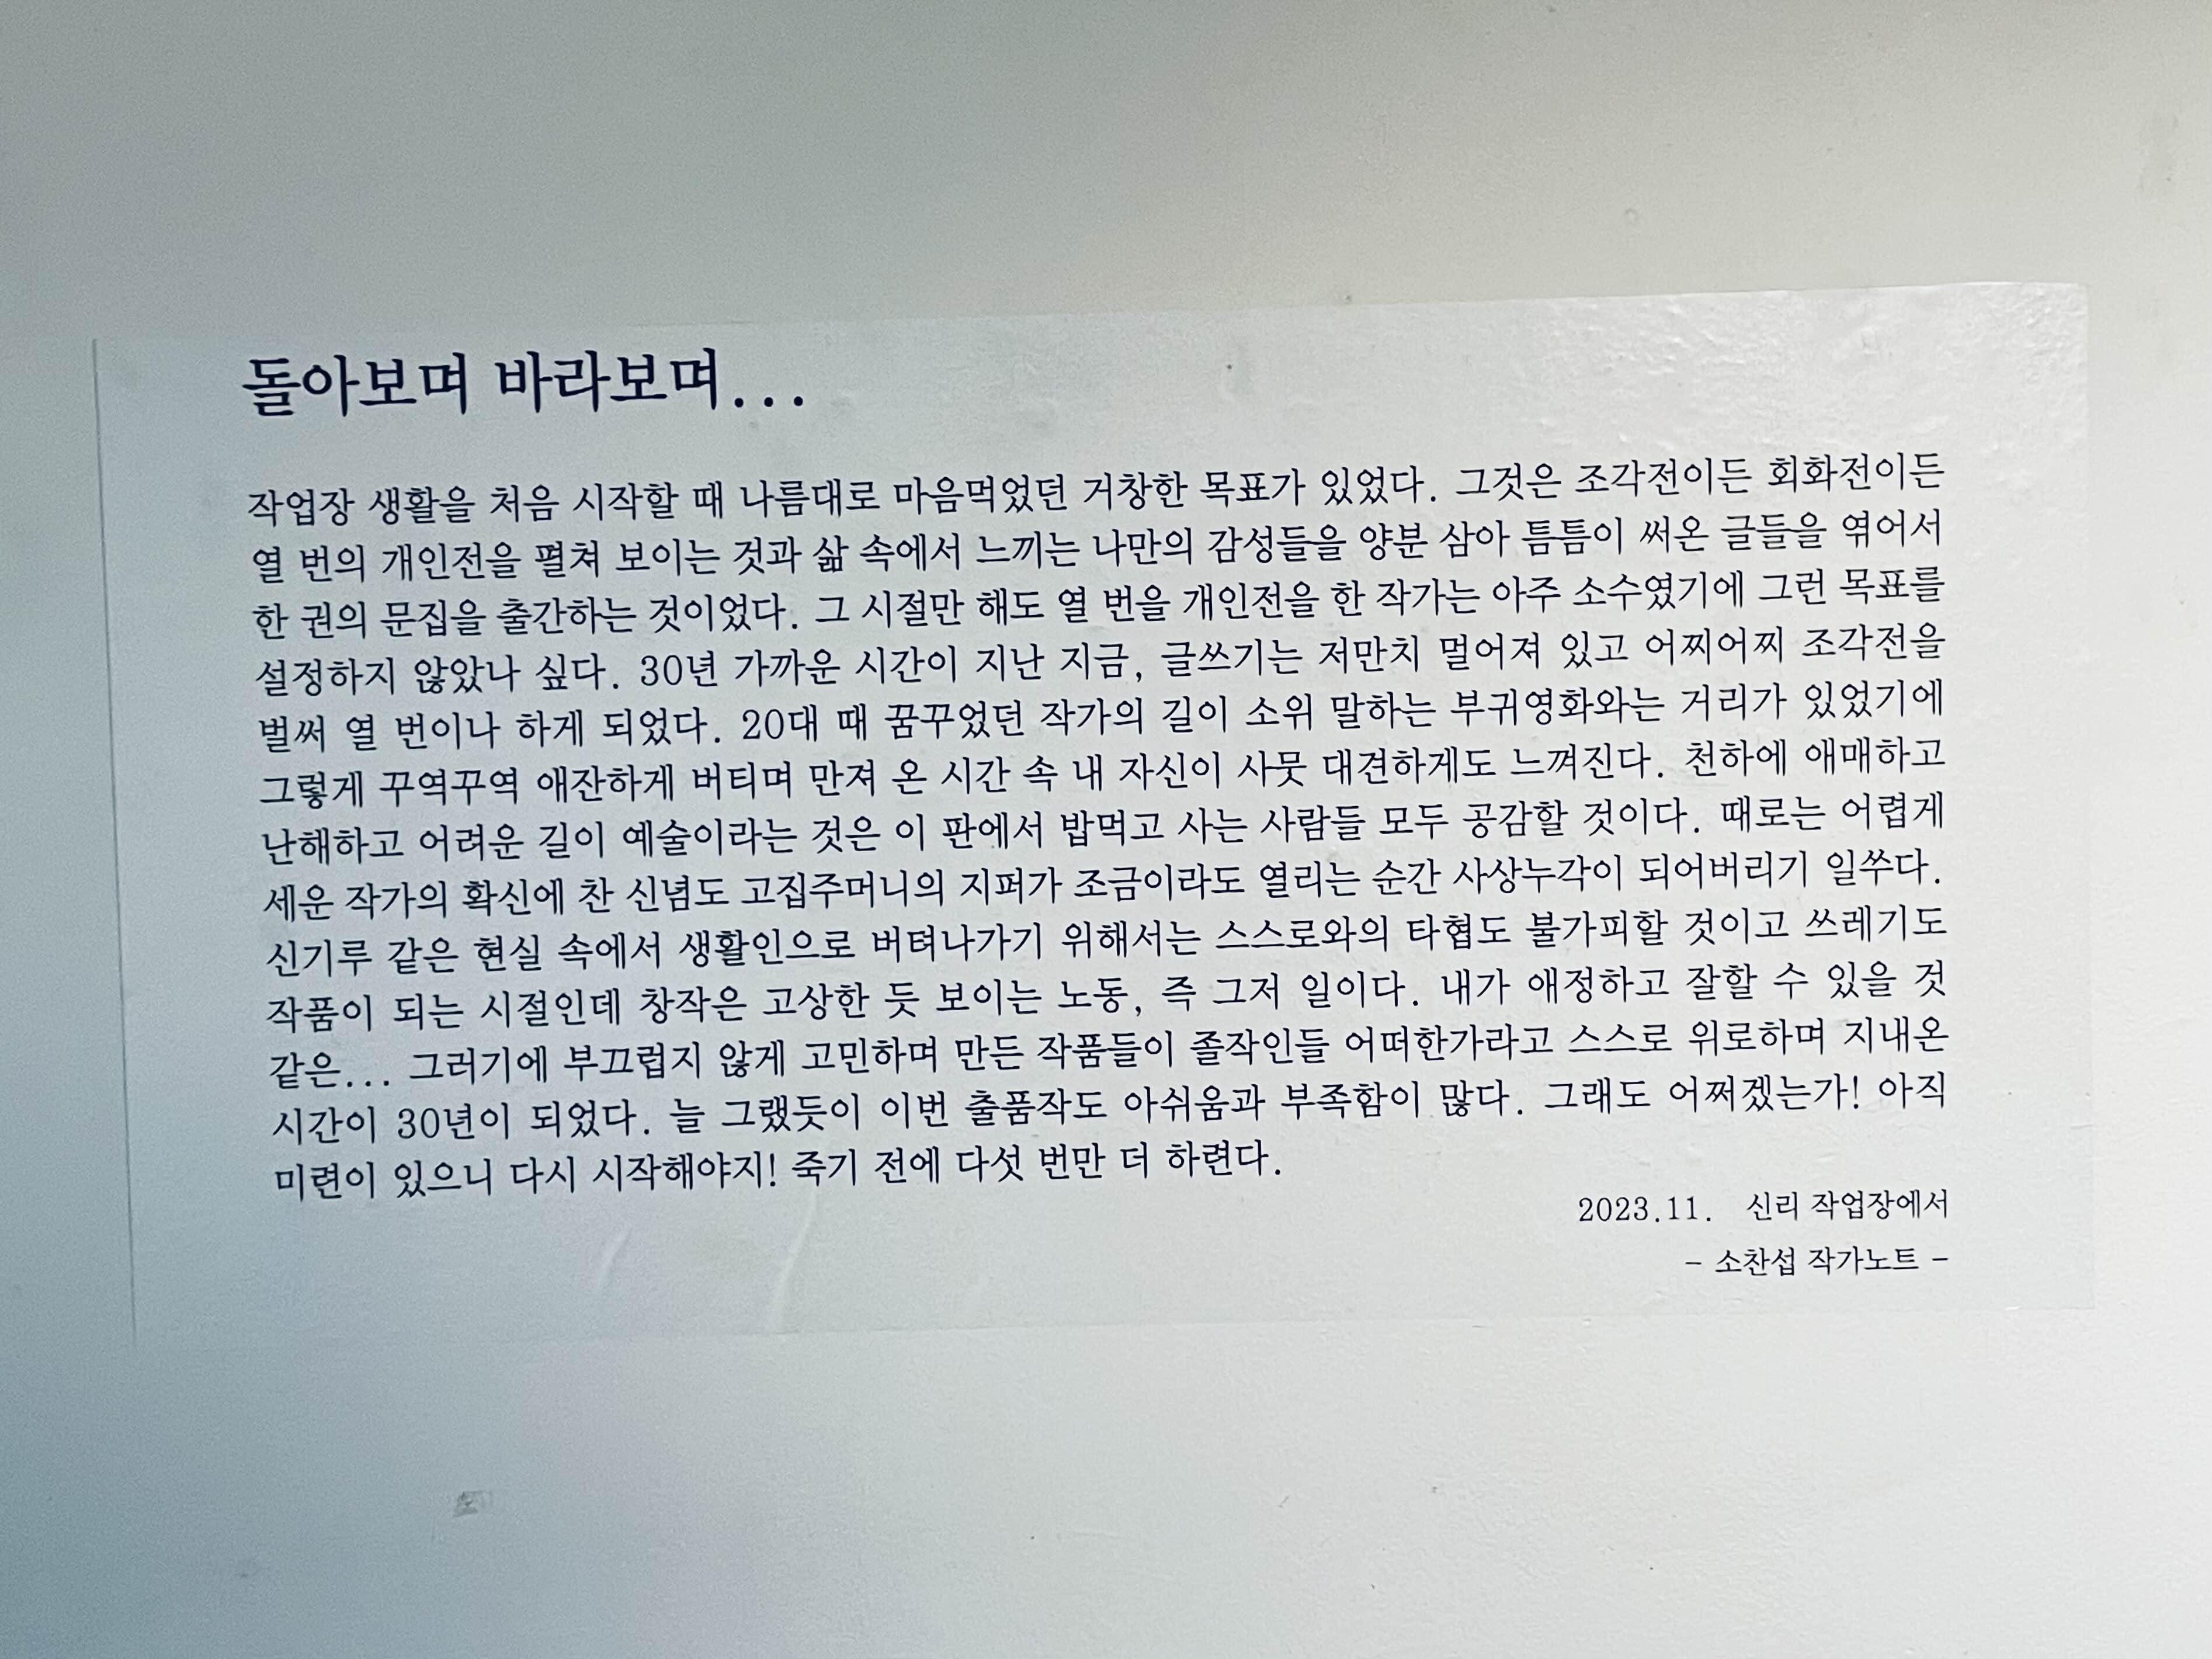 돌아보며 바라보며...
작업장 생활을 처음 시작할 때 나름대로 마음먹었던 거창한 목표가 있었다. 그것은 조각전이든 회화전이든
열 번의 개인전을 펼쳐 보이는 것과 삶 속에서 느끼는 나만의 감성들을 양분 삼아 틈틈이 써온 글들을 엮어서
한 권의 문집을 출간하는 것이었다. 그 시절만 해도 열 번을 개인전을 한 작가는 아주 소수였기에 그런 목표를
설정하지 않았나 싶다. 30년 가까운 시간이 지난 지금, 글쓰기는 저만치 멀어져 있고 어찌어찌 조각전을
벌써 열 번이나 하게 되었다. 20대 때 꿈꾸었던 작가의 길이 소위 말하는 부귀영화와는 거리가 있었기에
그렇게 꾸역꾸역 애잔하게 버티며 만져 온 시간 속 내 자신이 사뭇 대견하게도 느껴진다. 천하에 애매하고
난해하고 어려운 길이 예술이라는 것은 이 판에서 밥먹고 사는 사람들 모두 공감할 것이다. 때로는 어렵게
세운 작가의 확신에 찬 신념도 고집주머니의 지퍼가 조금이라도 열리는 순간 사상누각이 되어버리기 일쑤다.
신기루 같은 현실 속에서 생활인으로 버텨나가기 위해서는 스스로와의 타협도 불가피할 것이고 쓰레기도
작품이 되는 시절인데 창작은 고상한 듯 보이는 노동, 즉 그저 일이다. 내가 애정하고 잘할 수 있을 것
같은... 그러기에 부끄럽지 않게 고민하며 만든 작품들이 졸작인들 어떠한가라고 스스로 위로하며 지내온
시간이 30년이 되었다. 늘 그랬듯이 이번 출품작도 아쉬움과 부족함이 많다. 그래도 어쩌겠는가! 아직
미련이 있으니 다시 시작해야지! 죽기 전에 다섯 번만 더 하련다.
2023.11. 신리 작업장에서
- 소찬섭 작가노트 -